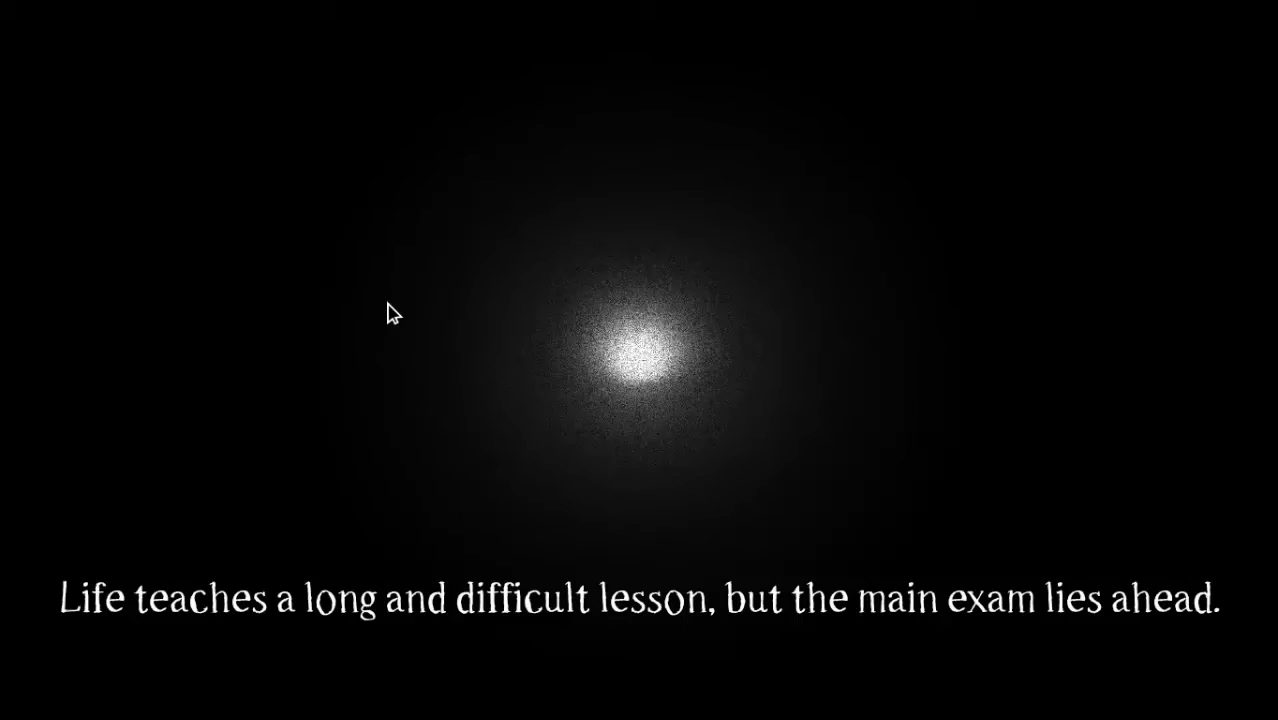 Life teaches a long and difficult lesson, but the main exam lies ahead.